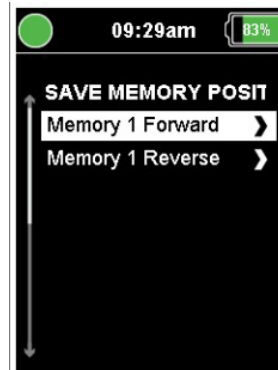 09:29am 83%
SAVE MEMORY POSIT
Memory 1 Forward
Memory 1 Reverse